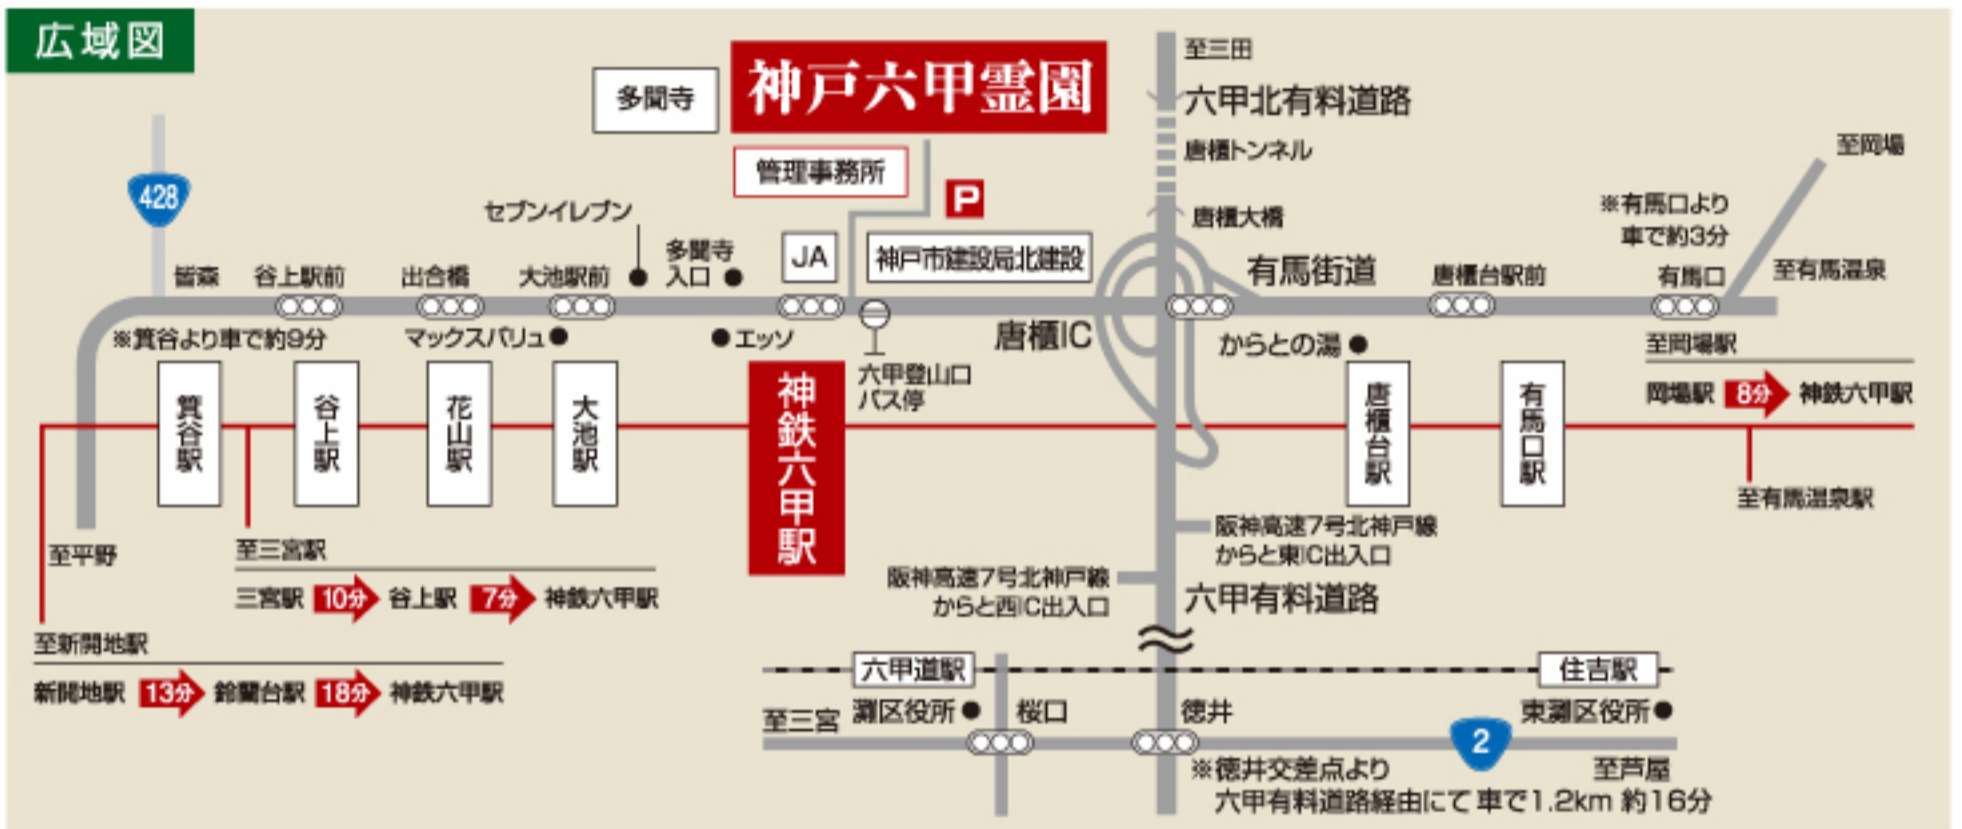 広域図
多聞寺
神戸六甲霊園
管理事務所
P
至三田
六甲北有料道路
唐櫃トンネル
唐櫃大橋
至岡場
※有馬口より
車で約3分
428
セブンイレブン
多聞寺
入口
JA
神戸市建設局北建設
皆森
谷上駅前
出合橋
大池駅前
有馬街道
唐櫃台駅前
有馬口
至有馬温泉
※箕谷より車で約9分
マックスバリュ
エッソ
六甲登山口
バス停
唐櫃IC
からとの湯
至岡場駅
岡場駅 8分 神鉄六甲駅
箕谷駅
谷上駅
花山駅
大池駅
神鉄六甲駅
唐櫃台駅
有馬口駅
至有馬温泉駅
至平野
至三宮駅
三宮駅 10分 谷上駅 7分 神鉄六甲駅
至新開地駅
新開地駅 13分 鈴蘭台駅 18分 神鉄六甲駅
阪神高速7号北神戸線
からと東IC出入口
阪神高速7号北神戸線
からと西IC出入口
六甲有料道路
六甲道駅
住吉駅
至三宮
灘区役所
桜口
徳井
東灘区役所
2
至芦屋
※徳井交差点より
六甲有料道路経由にて車で1.2km 約16分